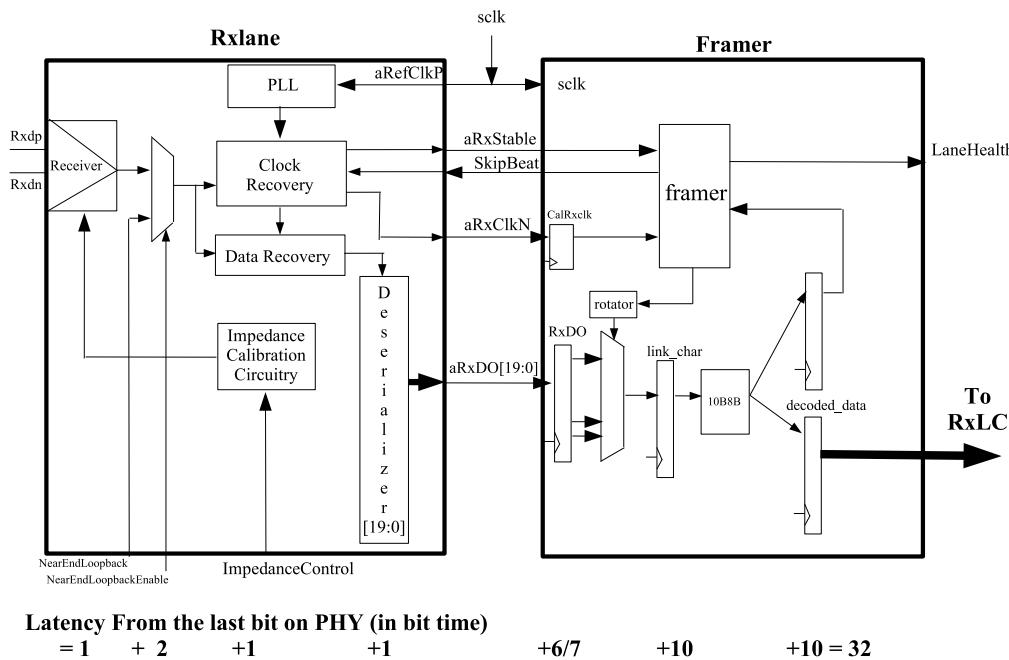 sclk
Rxlane
Framer
PLL
aRefClkP
sclk
Rxdp
Receiver
Rxdn
Clock
Recovery
aRxStable
SkipBeat
framer
LaneHealth
CalRxclk
aRxClkN
Data Recovery
Deserializer
[19:0]
rotator
Impedance
Calibration
Circuitry
RxDO
link_char
aRxDO[19:0]
10B8B
decoded_data
To
RxLC
NearEndLoopback
NearEndLoopbackEnable
ImpedanceControl
Latency From the last bit on PHY (in bit time)
= 1 + 2 +1 +1 +6/7 +10 +10 = 32